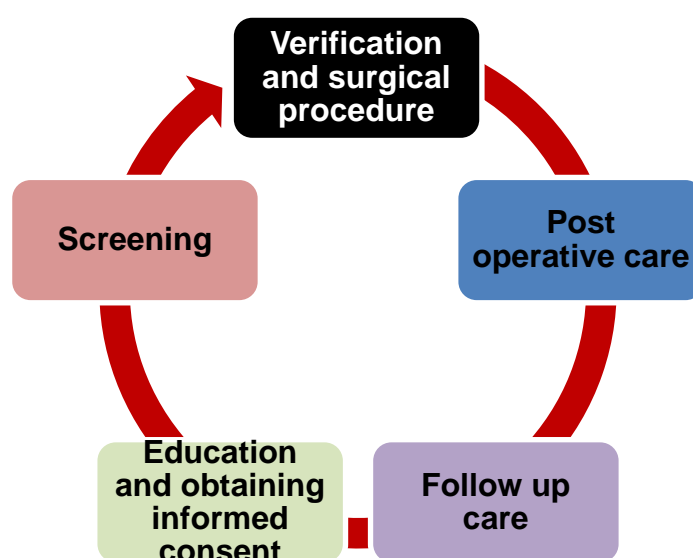 Verification
and surgical
procedure
Post
operative care
Follow up
care
Education
and obtaining
informed
consent
Screening